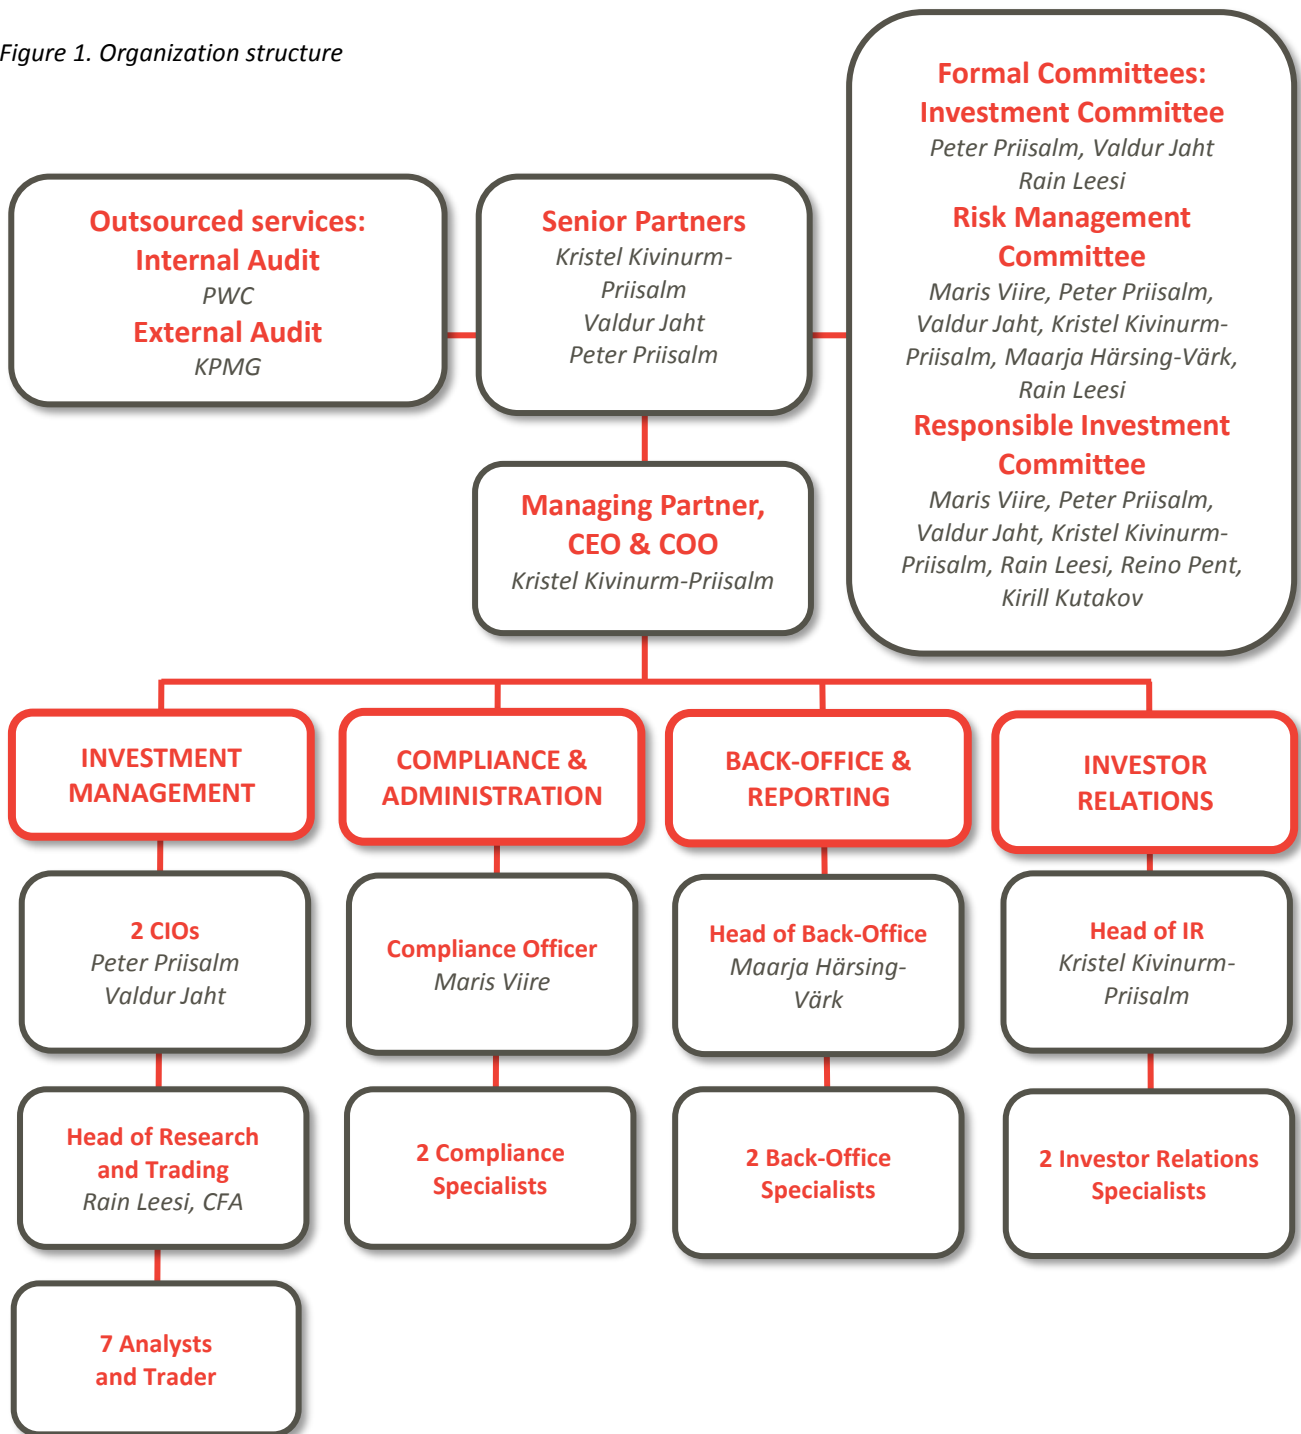 Figure 1. Organization structure
Outsourced services:
Internal Audit
PWC
External Audit
KPMG
Senior Partners
Kristel Kivinurm-
Priisalm
Valdur Jaht
Peter Priisalm
Formal Committees:
Investment Committee
Peter Priisalm, Valdur Jaht
Rain Leesi
Risk Management
Committee
Maris Viire, Peter Priisalm,
Valdur Jaht, Kristel Kivinurm-
Priisalm, Maarja Härsing-Värk,
Rain Leesi
Responsible Investment
Committee
Maris Viire, Peter Priisalm,
Valdur Jaht, Kristel Kivinurm-
Priisalm, Rain Leesi, Reino Pent,
Kirill Kutakov
Managing Partner,
CEO & COO
Kristel Kivinurm-Priisalm
INVESTMENT
MANAGEMENT
COMPLIANCE &
ADMINISTRATION
BACK-OFFICE &
REPORTING
INVESTOR
RELATIONS
2 CIOs
Peter Priisalm
Valdur Jaht
Compliance Officer
Maris Viire
Head of Back-Office
Maarja Härsing-
Värk
Head of IR
Kristel Kivinurm-
Priisalm
Head of Research
and Trading
Rain Leesi, CFA
2 Compliance
Specialists
2 Back-Office
Specialists
2 Investor Relations
Specialists
7 Analysts
and Trader